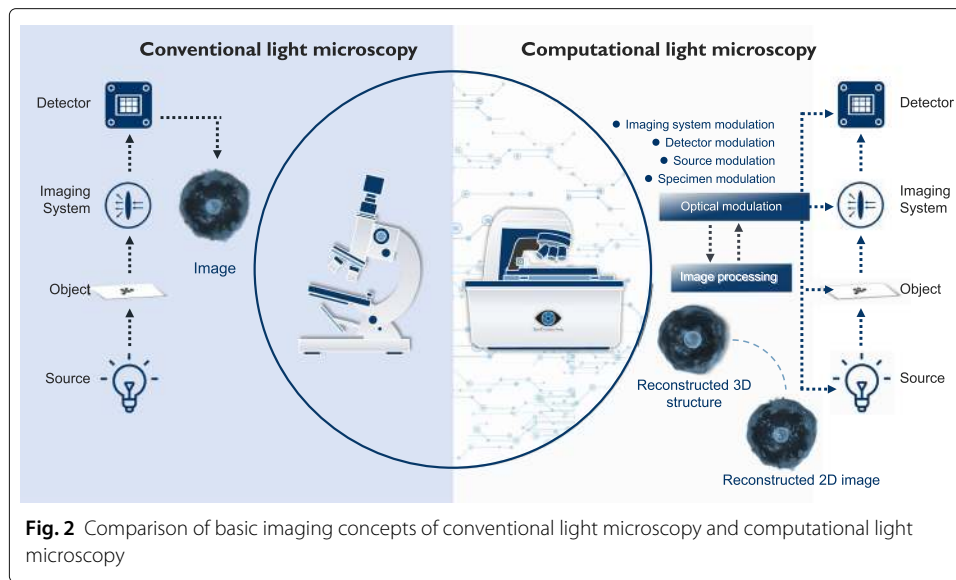 Conventional light microscopy
Detector
Imaging
System
Image
Object
Source
Computational light microscopy
Imaging system modulation
Detector modulation
Source modulation
Specimen modulation
Optical modulation
Image processing
Reconstructed 3D
structure
Reconstructed 2D image
Detector
Imaging
System
Object
Source
Fig. 2 Comparison of basic imaging concepts of conventional light microscopy and computational light
microscopy